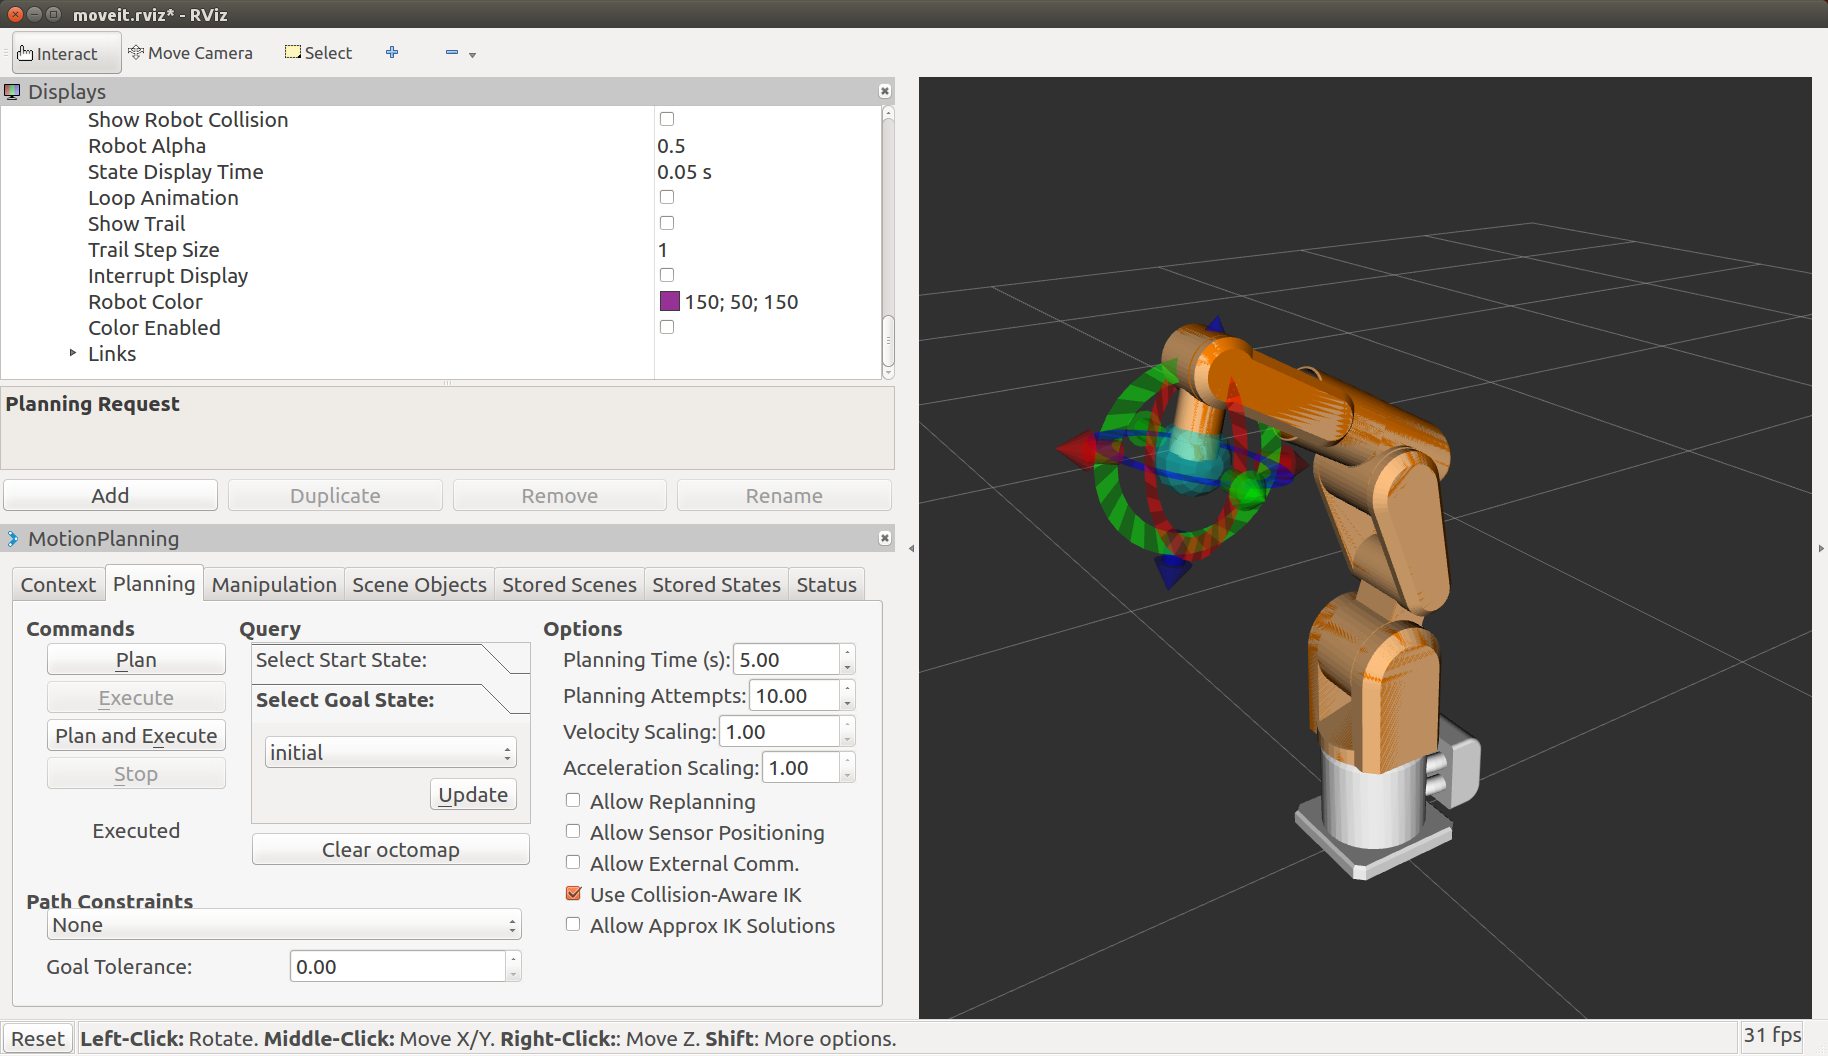 moveit.rviz* - RViz
Interact Move Camera Select
Displays
Show Robot Collision
Robot Alpha 0.5
State Display Time 0.05 s
Loop Animation
Show Trail
Trail Step Size 1
Interrupt Display
Robot Color 150; 50; 150
Color Enabled
Links
Planning Request
Add Duplicate Remove Rename
MotionPlanning
Context Planning Manipulation Scene Objects Stored Scenes Stored States Status
Commands
Plan
Execute
Plan and Execute
Stop
Executed
Query
Select Start State:
Select Goal State:
initial
Update
Clear octomap
Options
Planning Time (s): 5.00
Planning Attempts: 10.00
Velocity Scaling: 1.00
Acceleration Scaling: 1.00
Allow Replanning
Allow Sensor Positioning
Allow External Comm.
Use Collision-Aware IK
Allow Approx IK Solutions
Path Constraints
None
Goal Tolerance: 0.00
Reset Left-Click: Rotate. Middle-Click: Move X/Y. Right-Click:: Move Z. Shift: More options. 31 fps